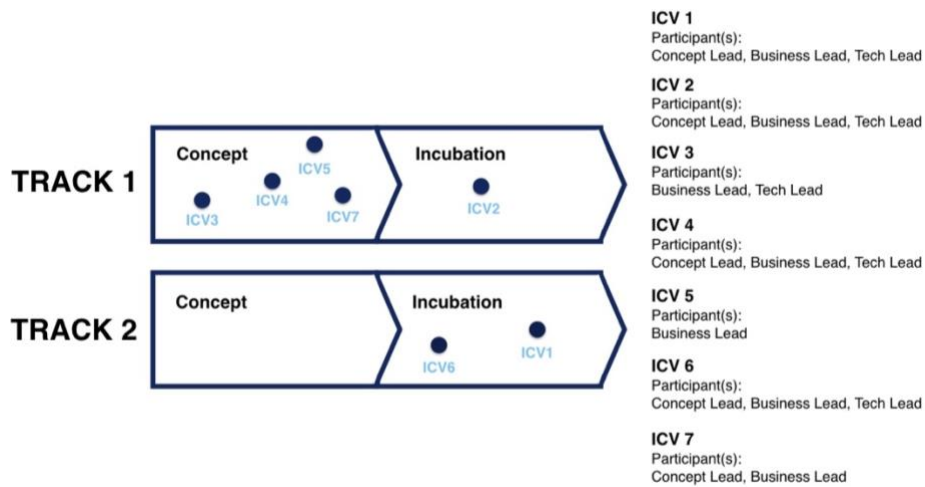 TRACK 1
Concept
ICV5
ICV4
ICV3
ICV7
Incubation
ICV2
TRACK 2
Concept
Incubation
ICV6
ICV1
ICV 1
Participant(s):
Concept Lead, Business Lead, Tech Lead
ICV 2
Participant(s):
Concept Lead, Business Lead, Tech Lead
ICV 3
Participant(s):
Business Lead, Tech Lead
ICV 4
Participant(s):
Concept Lead, Business Lead, Tech Lead
ICV 5
Participant(s):
Business Lead
ICV 6
Participant(s):
Concept Lead, Business Lead, Tech Lead
ICV 7
Participant(s):
Concept Lead, Business Lead